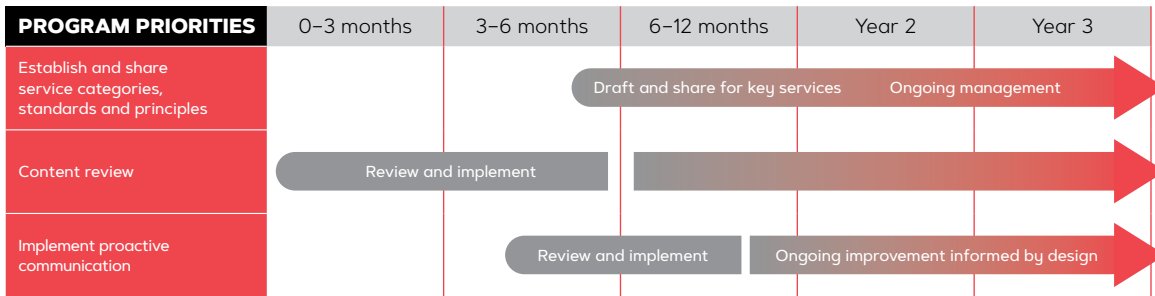 PROGRAM PRIORITIES 0–3 months 3–6 months 6–12 months Year 2 Year 3
Establish and share
service categories,
standards and principles
Draft and share for key services Ongoing management
Content review
Review and implement
Implement proactive
communication
Review and implement Ongoing improvement informed by design